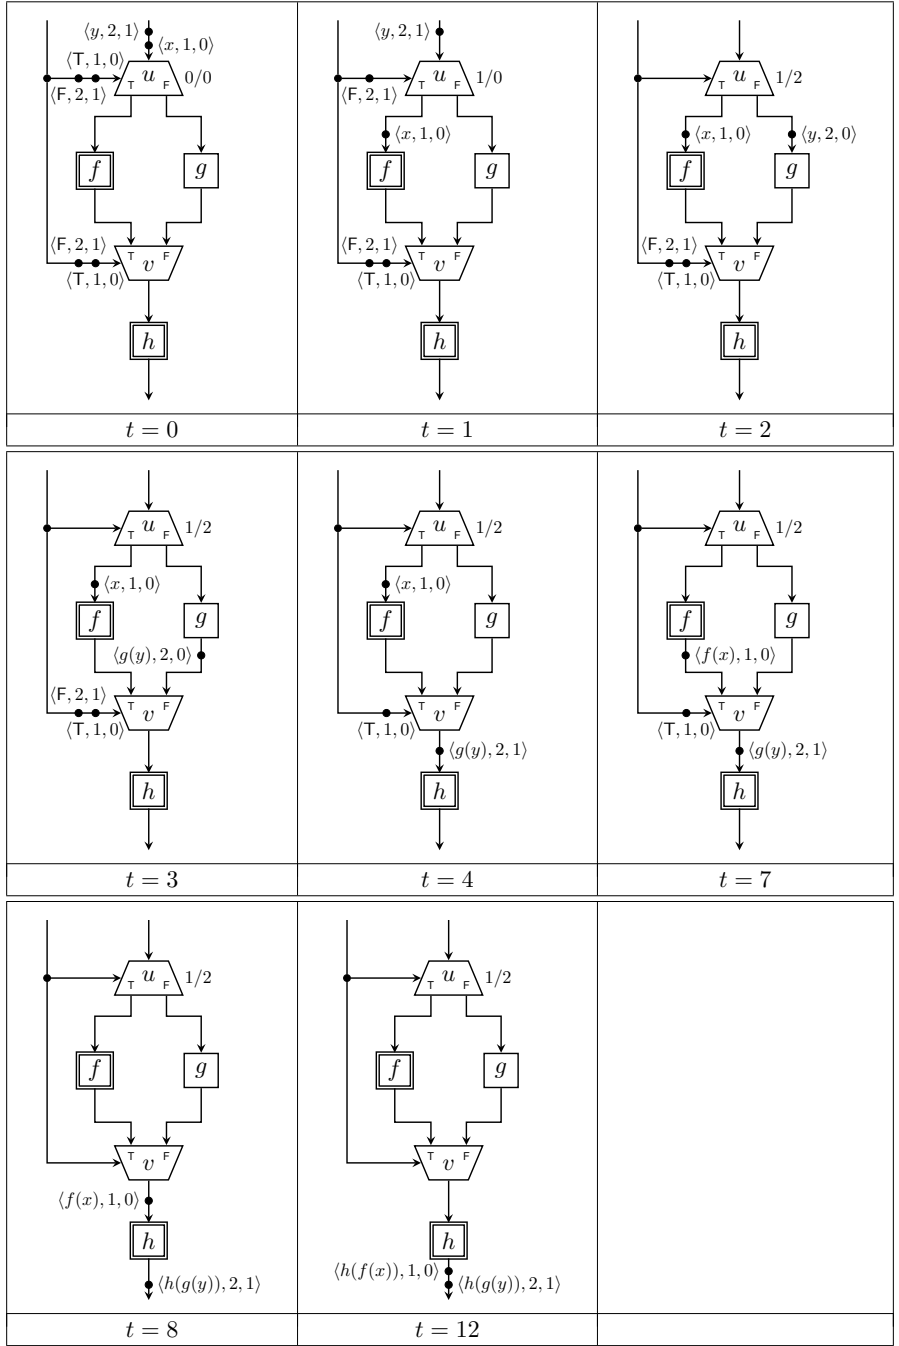 ⟨y, 2, 1⟩ ⟨y, 2, 1⟩
⟨x, 1, 0⟩
⟨T, 1, 0⟩ u 0/0 u 1/0 u 1/2
T F T F T F
⟨F, 2, 1⟩ ⟨F, 2, 1⟩
⟨x, 1, 0⟩ ⟨x, 1, 0⟩ ⟨y, 2, 0⟩
f g f g f g
⟨F, 2, 1⟩ ⟨F, 2, 1⟩ ⟨F, 2, 1⟩
T v F T v F T v F
⟨T, 1, 0⟩ ⟨T, 1, 0⟩ ⟨T, 1, 0⟩
h h h
t = 0 t = 1 t = 2
u 1/2 u 1/2 u 1/2
T F T F T F
⟨x, 1, 0⟩ ⟨x, 1, 0⟩
f g f g f g
⟨g(y), 2, 0⟩ ⟨f(x), 1, 0⟩
⟨F, 2, 1⟩
T v F T v F T v F
⟨T, 1, 0⟩ ⟨T, 1, 0⟩ ⟨T, 1, 0⟩
⟨g(y), 2, 1⟩ ⟨g(y), 2, 1⟩
h h h
t = 3 t = 4 t = 7
u 1/2 u 1/2
T F T F
f g f g
T v F T v F
⟨f(x), 1, 0⟩
h h
⟨h(f(x)), 1, 0⟩
⟨h(g(y)), 2, 1⟩ ⟨h(g(y)), 2, 1⟩
t = 8 t = 12